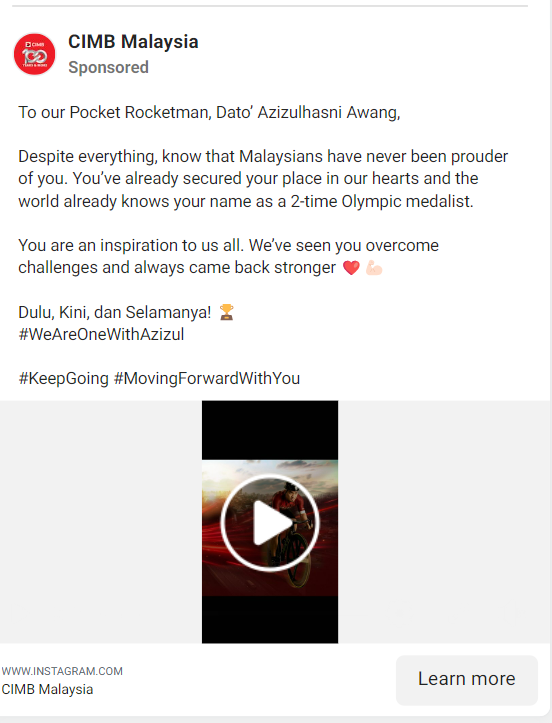 CIMB Malaysia
Sponsored
CIMB
100
YEARS & MORE
To our Pocket Rocketman, Dato’ Azizulhasni Awang,
Despite everything, know that Malaysians have never been prouder
of you. You’ve already secured your place in our hearts and the
world already knows your name as a 2-time Olympic medalist.
You are an inspiration to us all. We’ve seen you overcome
challenges and always came back stronger ❤️ 💪🏻
Dulu, Kini, dan Selamanya! 🏆
#WeAreOneWithAzizul
#KeepGoing #MovingForwardWithYou
WWW.INSTAGRAM.COM
CIMB Malaysia
Learn more